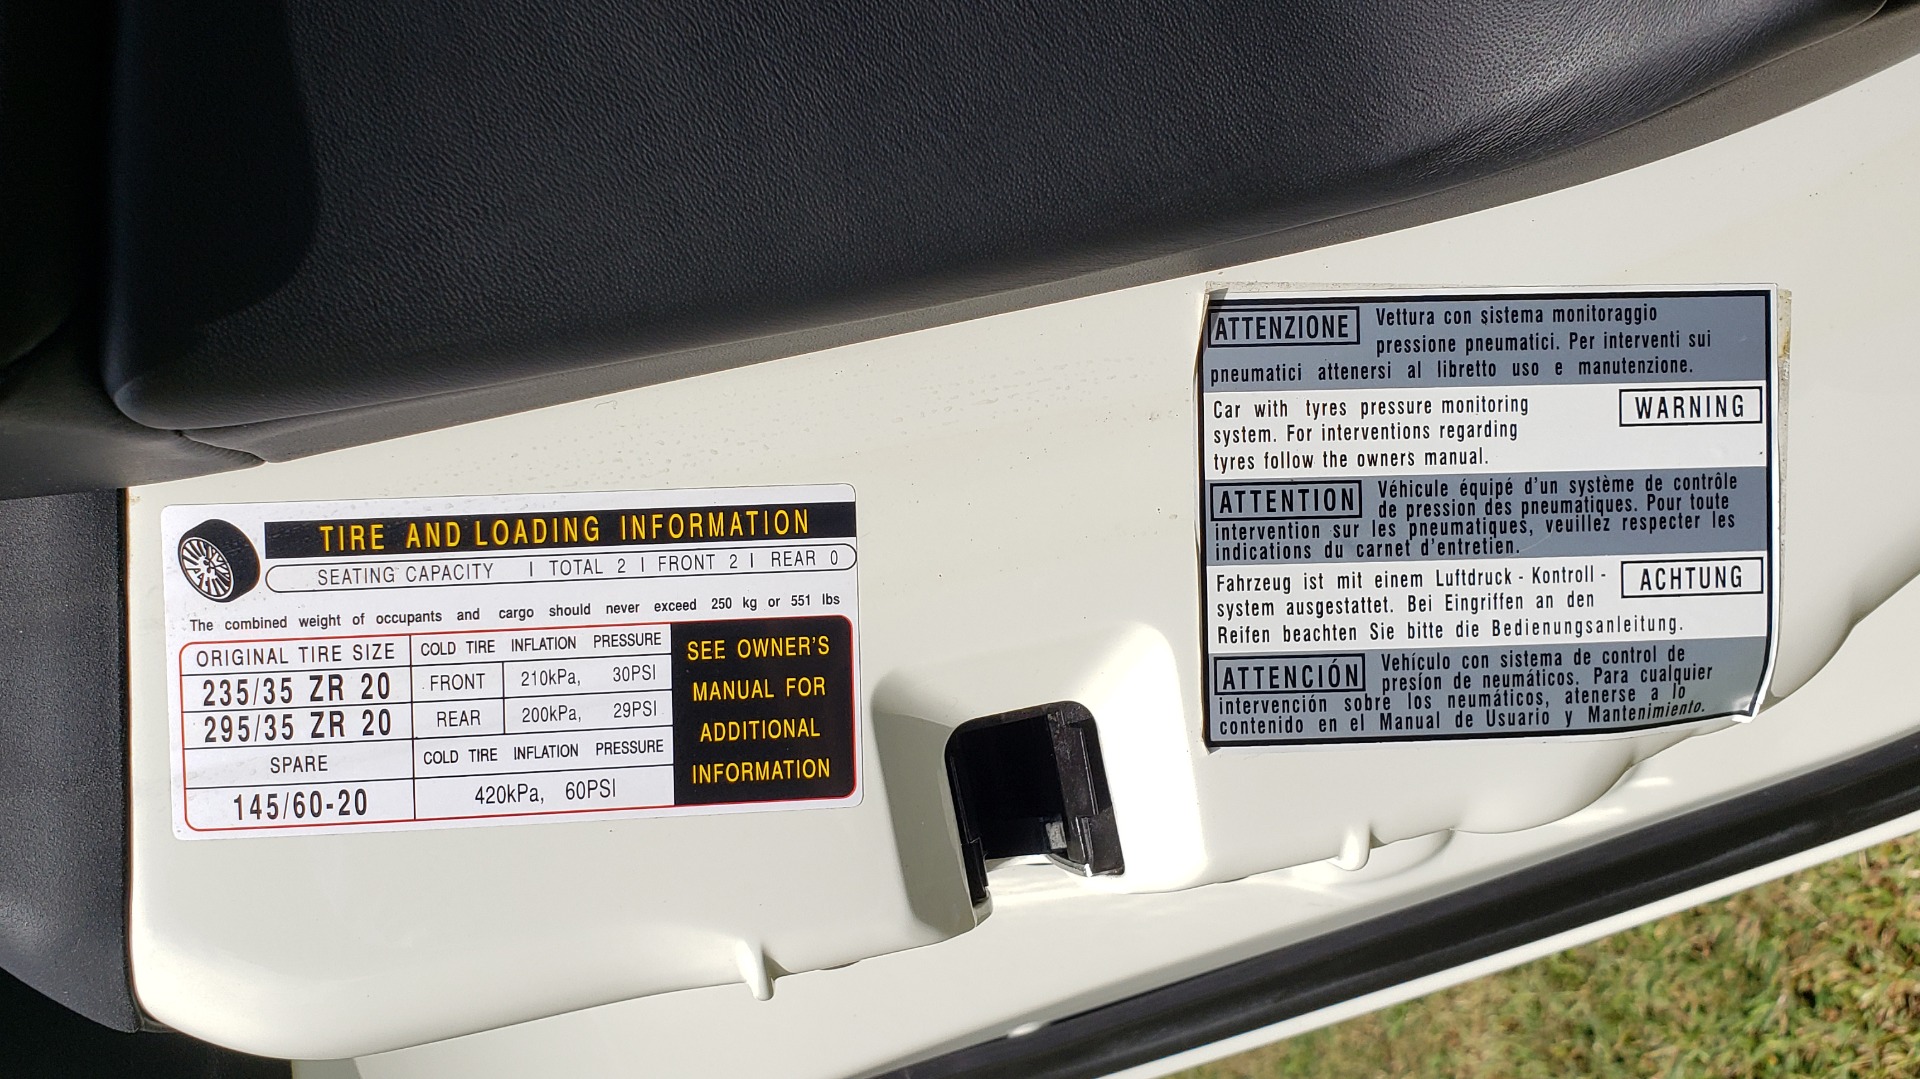 TIRE AND LOADING INFORMATION
SEATING CAPACITY | TOTAL 2 | FRONT 2 | REAR 0
The combined weight of occupants and cargo should never exceed 250 kg or 551 lbs
ORIGINAL TIRE SIZE COLD TIRE INFLATION PRESSURE
235/35 ZR 20 FRONT 210kPa, 30PSI
295/35 ZR 20 REAR 200kPa, 29PSI
SPARE COLD TIRE INFLATION PRESSURE
145/60-20 420kPa, 60PSI
SEE OWNER'S
MANUAL FOR
ADDITIONAL
INFORMATION
ATTENZIONE Vettura con sistema monitoraggio
pressione pneumatici. Per interventi sui
pneumatici attenersi al libretto uso e manutenzione.
Car with tyres pressure monitoring WARNING
system. For interventions regarding
tyres follow the owners manual.
ATTENTION Véhicule équipé d'un système de contrôle
de pression des pneumatiques. Pour toute
intervention sur les pneumatiques, veuillez respecter les
indications du carnet d'entretien.
Fahrzeug ist mit einem Luftdruck - Kontroll - ACHTUNG
system ausgestattet. Bei Eingriffen an den
Reifen beachten Sie bitte die Bedienungsanleitung.
ATTENCIÓN Vehículo con sistema de control de
presíon de neumáticos. Para cualquier
intervención sobre los neumáticos, atenerse a lo
contenido en el Manual de Usuario y Mantenimiento.